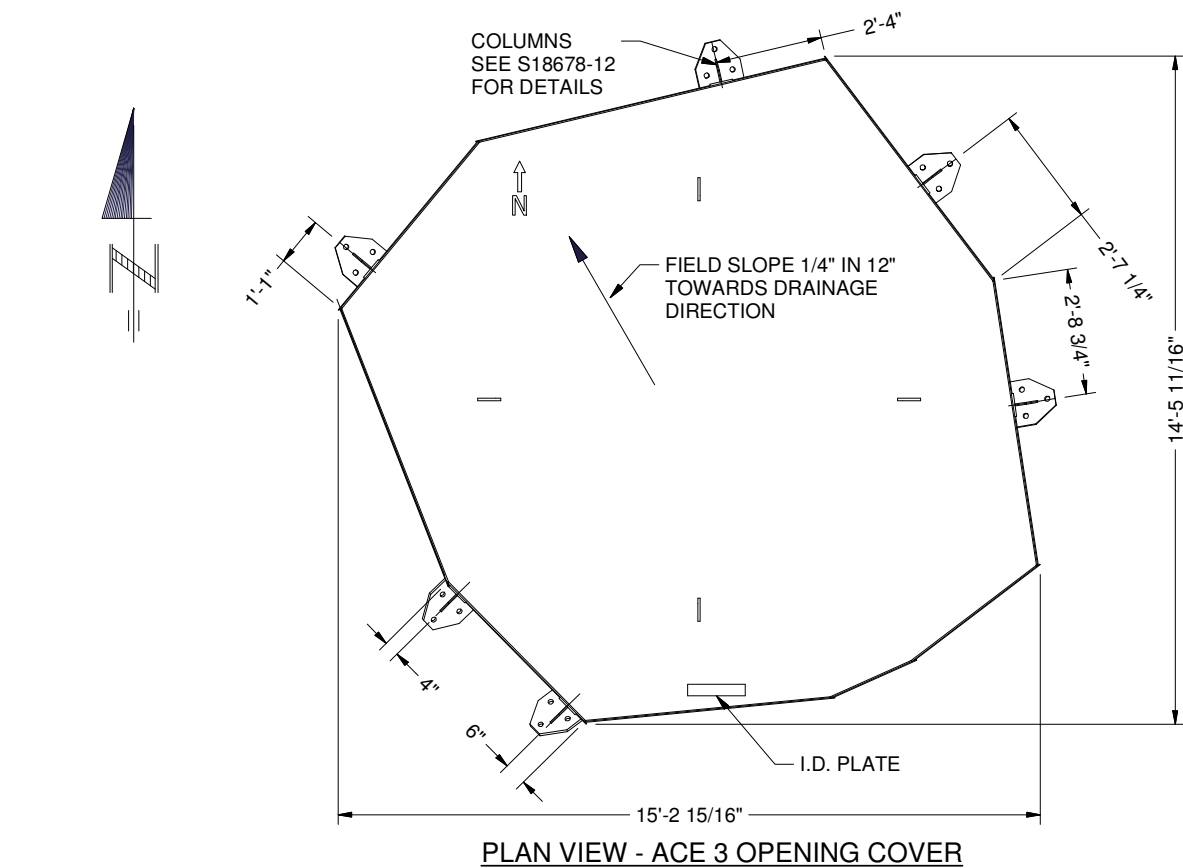 COLUMNS
SEE S18678-12
FOR DETAILS
2'-4"
N
N
1'-1"
FIELD SLOPE 1/4" IN 12"
TOWARDS DRAINAGE
DIRECTION
2'-7 1/4"
2'-8 3/4"
14'-5 11/16"
4"
6"
I.D. PLATE
15'-2 15/16"
PLAN VIEW - ACE 3 OPENING COVER